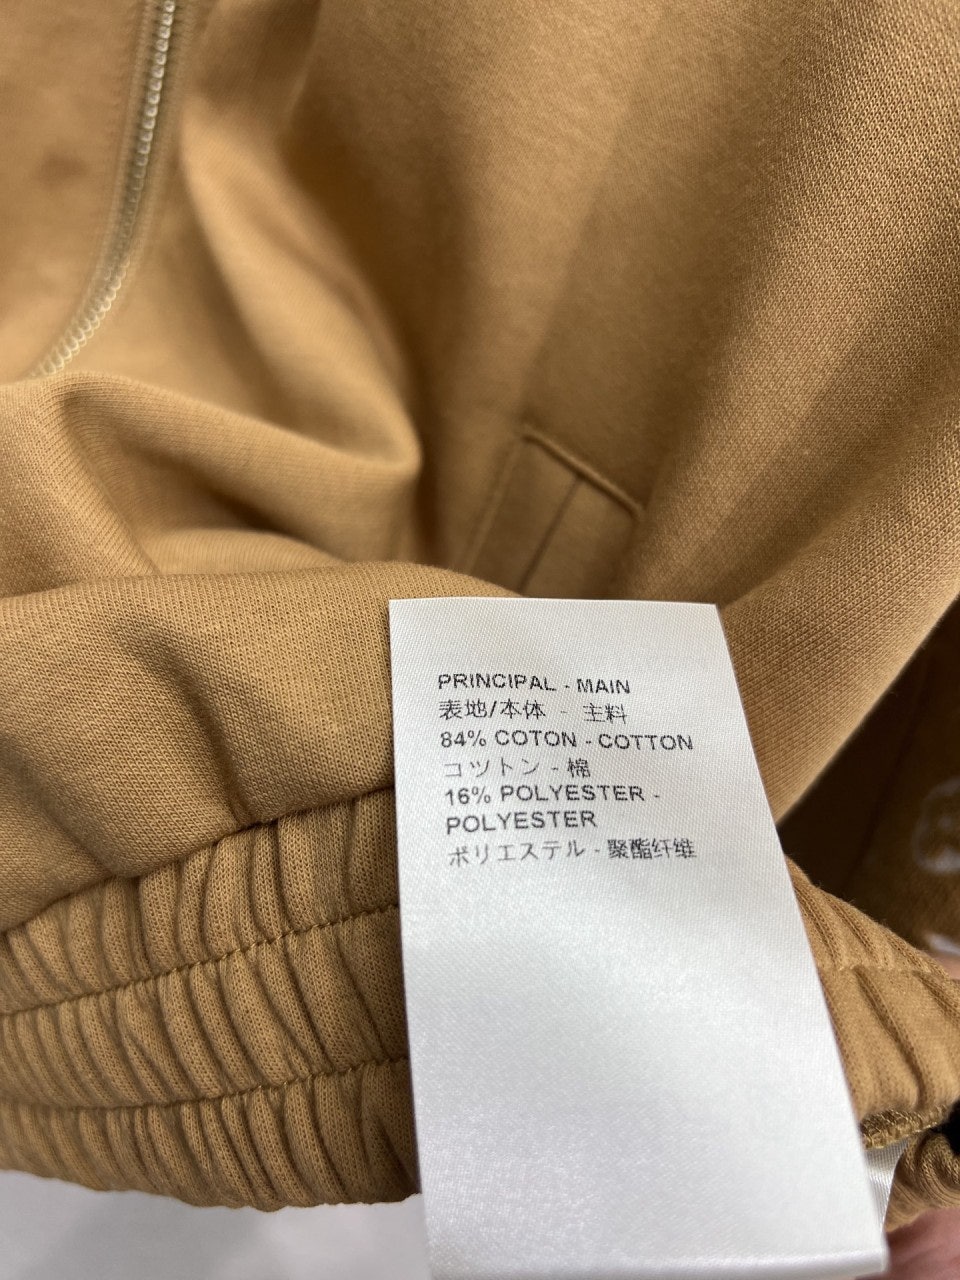 PRINCIPAL - MAIN
表地/本体 - 主料
84% COTON - COTTON
コットン - 棉
16% POLYESTER -
POLYESTER
ポリエステル - 聚酯纤维